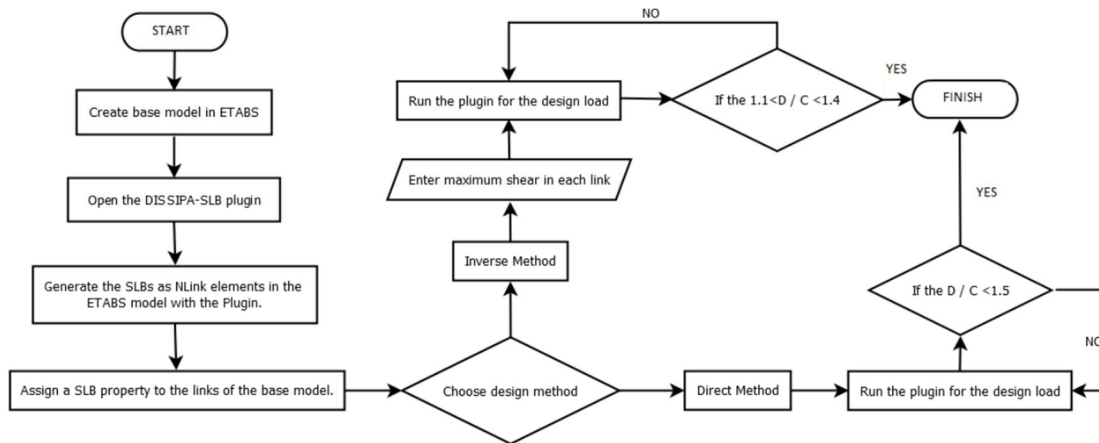 START
Create base model in ETABS
Open the DISSIPA-SLB plugin
Generate the SLBs as NLink elements in the
ETABS model with the Plugin.
Assign a SLB property to the links of the base model.
Choose design method
Inverse Method
Enter maximum shear in each link
Run the plugin for the design load
If the 1.1<D / C <1.4
NO
YES
FINISH
Direct Method
Run the plugin for the design load
If the D / C <1.5
YES
NO